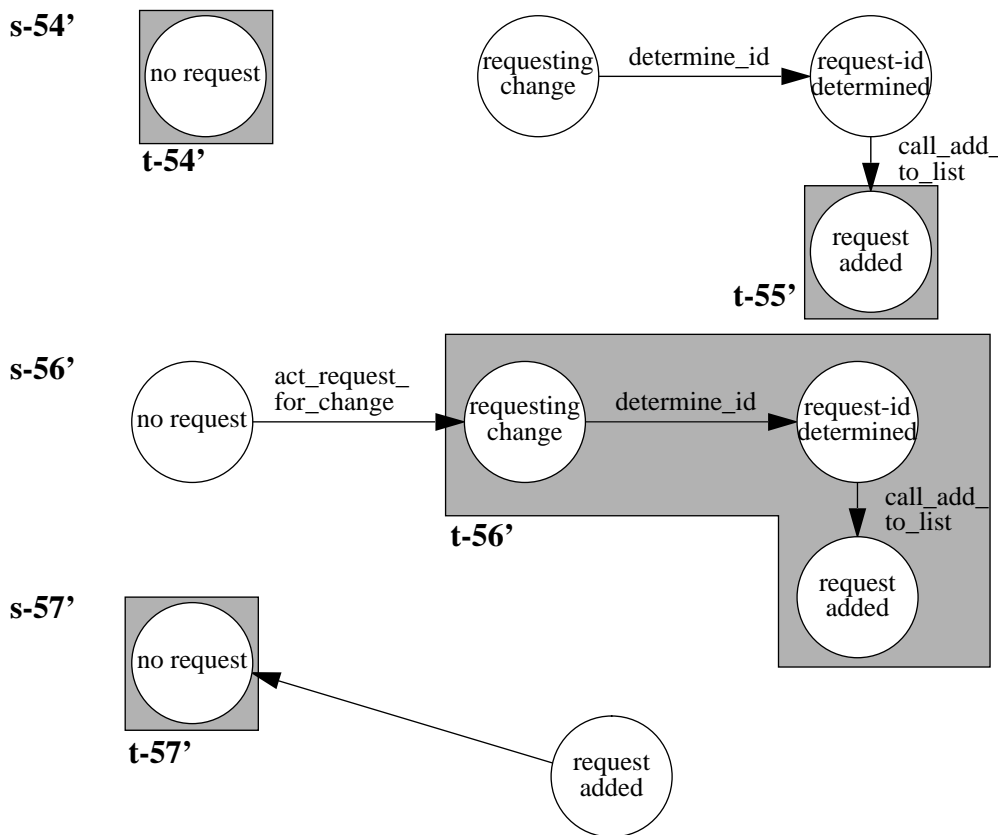 s-54’
no request
t-54’
requesting
change
determine_id
request-id
determined
call_add_
to_list
request
added
t-55’
s-56’
no request
act_request_
for_change
requesting
change
determine_id
request-id
determined
call_add_
to_list
t-56’
request
added
s-57’
no request
t-57’
request
added